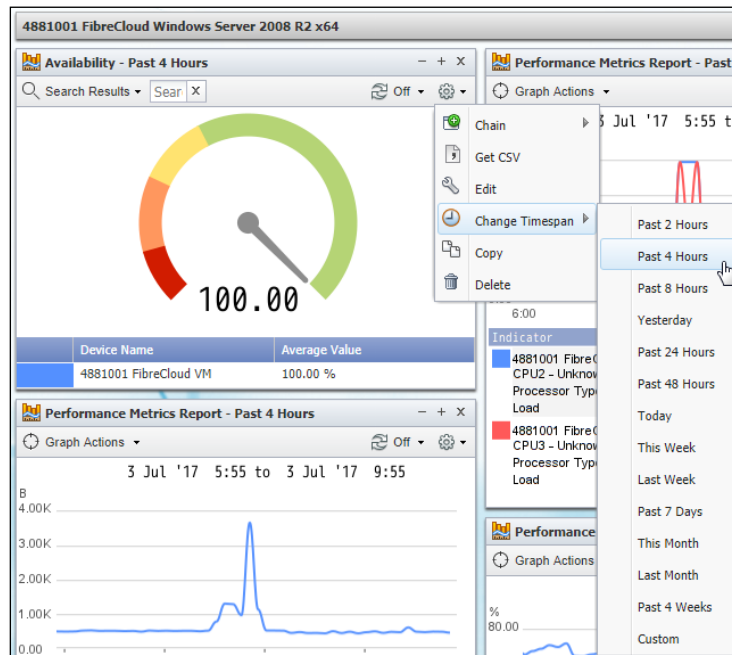 4881001 FibreCloud Windows Server 2008 R2 x64
Availability - Past 4 Hours
Search Results
Sear X
Off
100.00
Device Name Average Value
4881001 FibreCloud VM 100.00 %
Performance Metrics Report - Past
Graph Actions
3 Jul '17 5:55 t
Chain
Get CSV
Edit
Change Timespan
Copy
Delete
Past 2 Hours
Past 4 Hours
Past 8 Hours
Yesterday
Past 24 Hours
Past 48 Hours
Today
This Week
Last Week
Past 7 Days
This Month
Last Month
Past 4 Weeks
Custom
6:00
Indicator
4881001 FibreC
CPU2 - Unknow
Processor Typ
Load
4881001 FibreC
CPU3 - Unknow
Processor Typ
Load
Performance Metrics Report - Past 4 Hours
Graph Actions
Off
3 Jul '17 5:55 to 3 Jul '17 9:55
B
4.00K
3.00K
2.00K
1.00K
0.00
Performance
Graph Actions
%
80.00